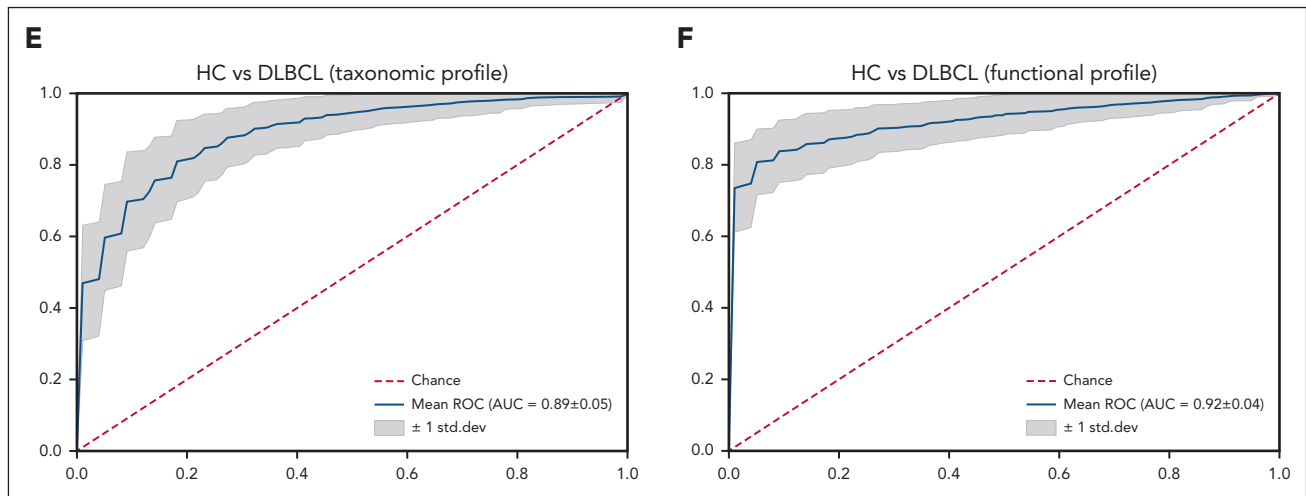 E
HC vs DLBCL (taxonomic profile)
1.0
0.8
0.6
0.4
0.2
0.0
0.0 0.2 0.4 0.6 0.8 1.0
Chance
Mean ROC (AUC = 0.89±0.05)
± 1 std.dev
F
HC vs DLBCL (functional profile)
1.0
0.8
0.6
0.4
0.2
0.0
0.0 0.2 0.4 0.6 0.8 1.0
Chance
Mean ROC (AUC = 0.92±0.04)
± 1 std.dev